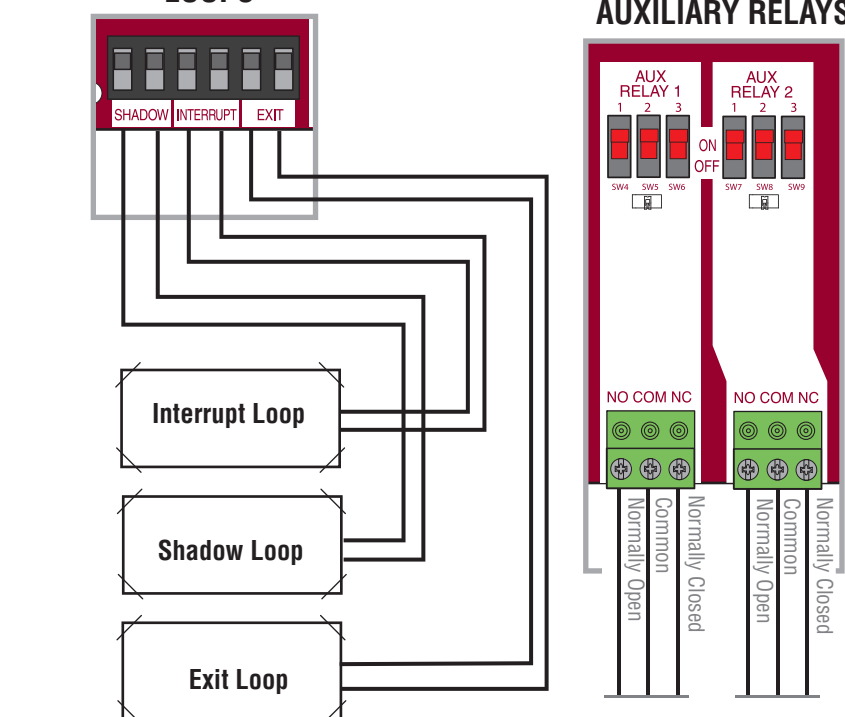 LOOPS
SHADOW INTERRUPT EXIT
Interrupt Loop
Shadow Loop
Exit Loop
AUXILIARY RELAYS
AUX
RELAY 1
1 2 3
SW4 SW5 SW6
ON
OFF
AUX
RELAY 2
1 2 3
SW7 SW8 SW9
NO COM NC
NO COM NC
Normally Open
Common
Normally Closed
Normally Open
Common
Normally Closed